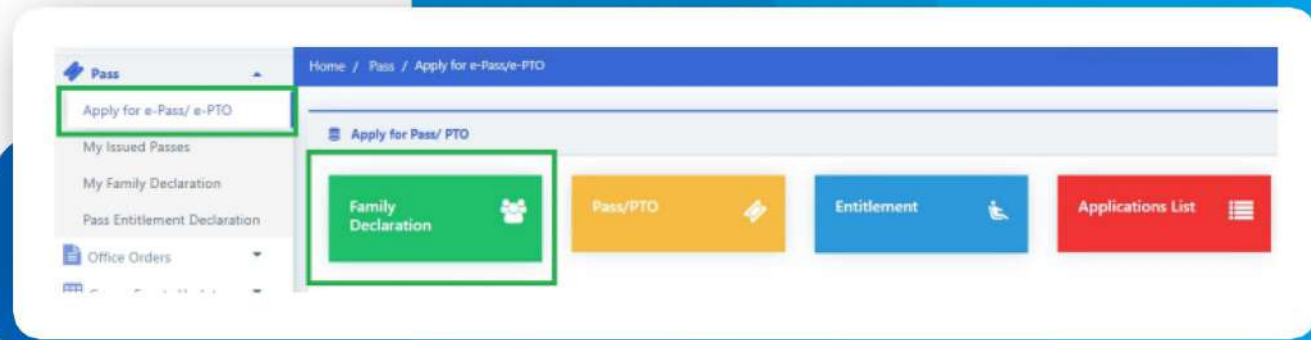 Pass
Apply for e-Pass/ e-PTO
My Issued Passes
My Family Declaration
Pass Entitlement Declaration
Office Orders
Home / Pass / Apply for e-Pass/e-PTO
Apply for Pass/ PTO
Family
Declaration
Pass/PTO
Entitlement
Applications List